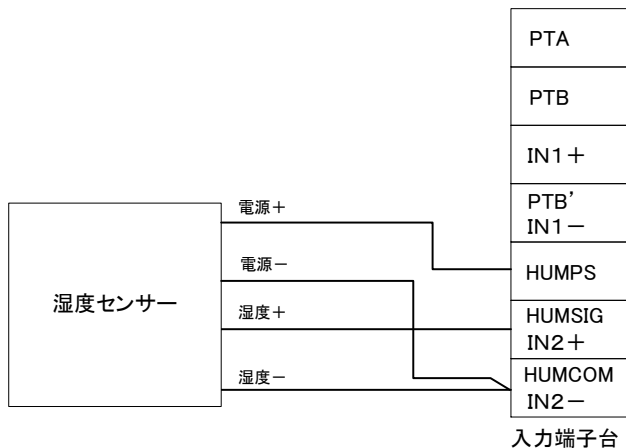 PTA
PTB
IN1＋
PTB’
IN1－
電源＋
電源－
HUMPS
湿度センサー
湿度＋
HUMSIG
IN2＋
湿度－
HUMCOM
IN2－
入力端子台